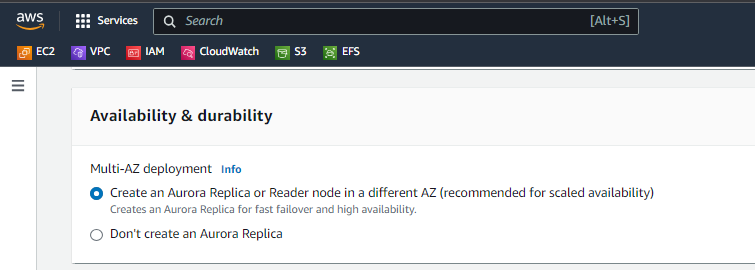 aws Services Search [Alt+S]
EC2 VPC IAM CloudWatch S3 EFS
Availability & durability
Multi-AZ deployment Info
Create an Aurora Replica or Reader node in a different AZ (recommended for scaled availability)
Creates an Aurora Replica for fast failover and high availability.
Don't create an Aurora Replica